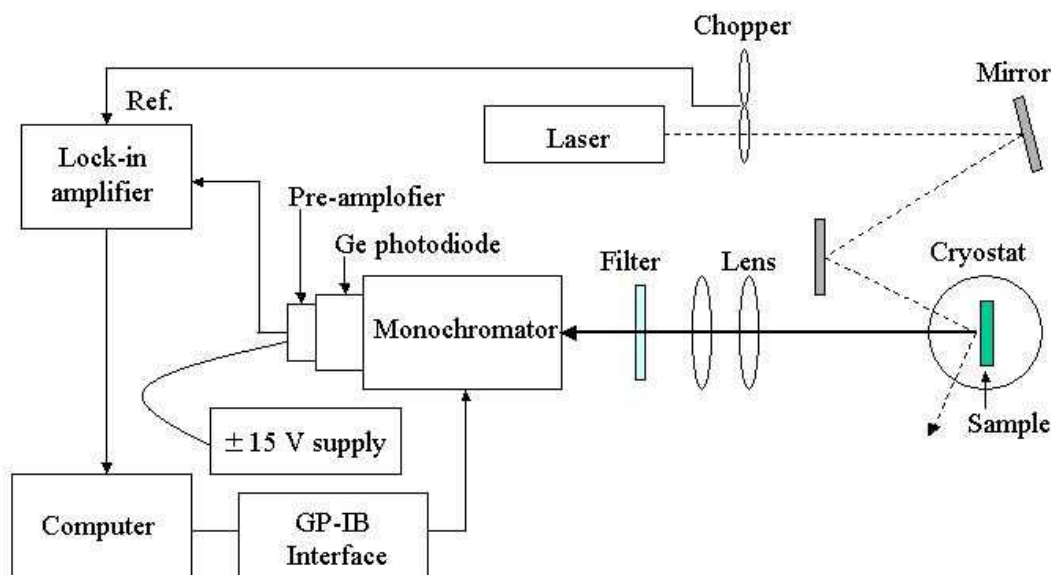 Chopper
Mirror
Ref.
Laser
Lock-in
amplifier
Pre-amplofier
Ge photodiode
Filter
Lens
Cryostat
Monochromator
Sample
±15 V supply
Computer
GP-IB
Interface